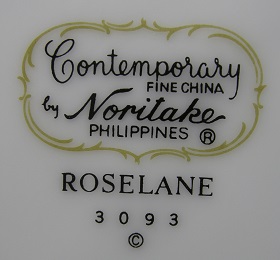 Contemporary
FINE CHINA
by Noritake
PHILIPPINES ®
ROSELANE
3093
©